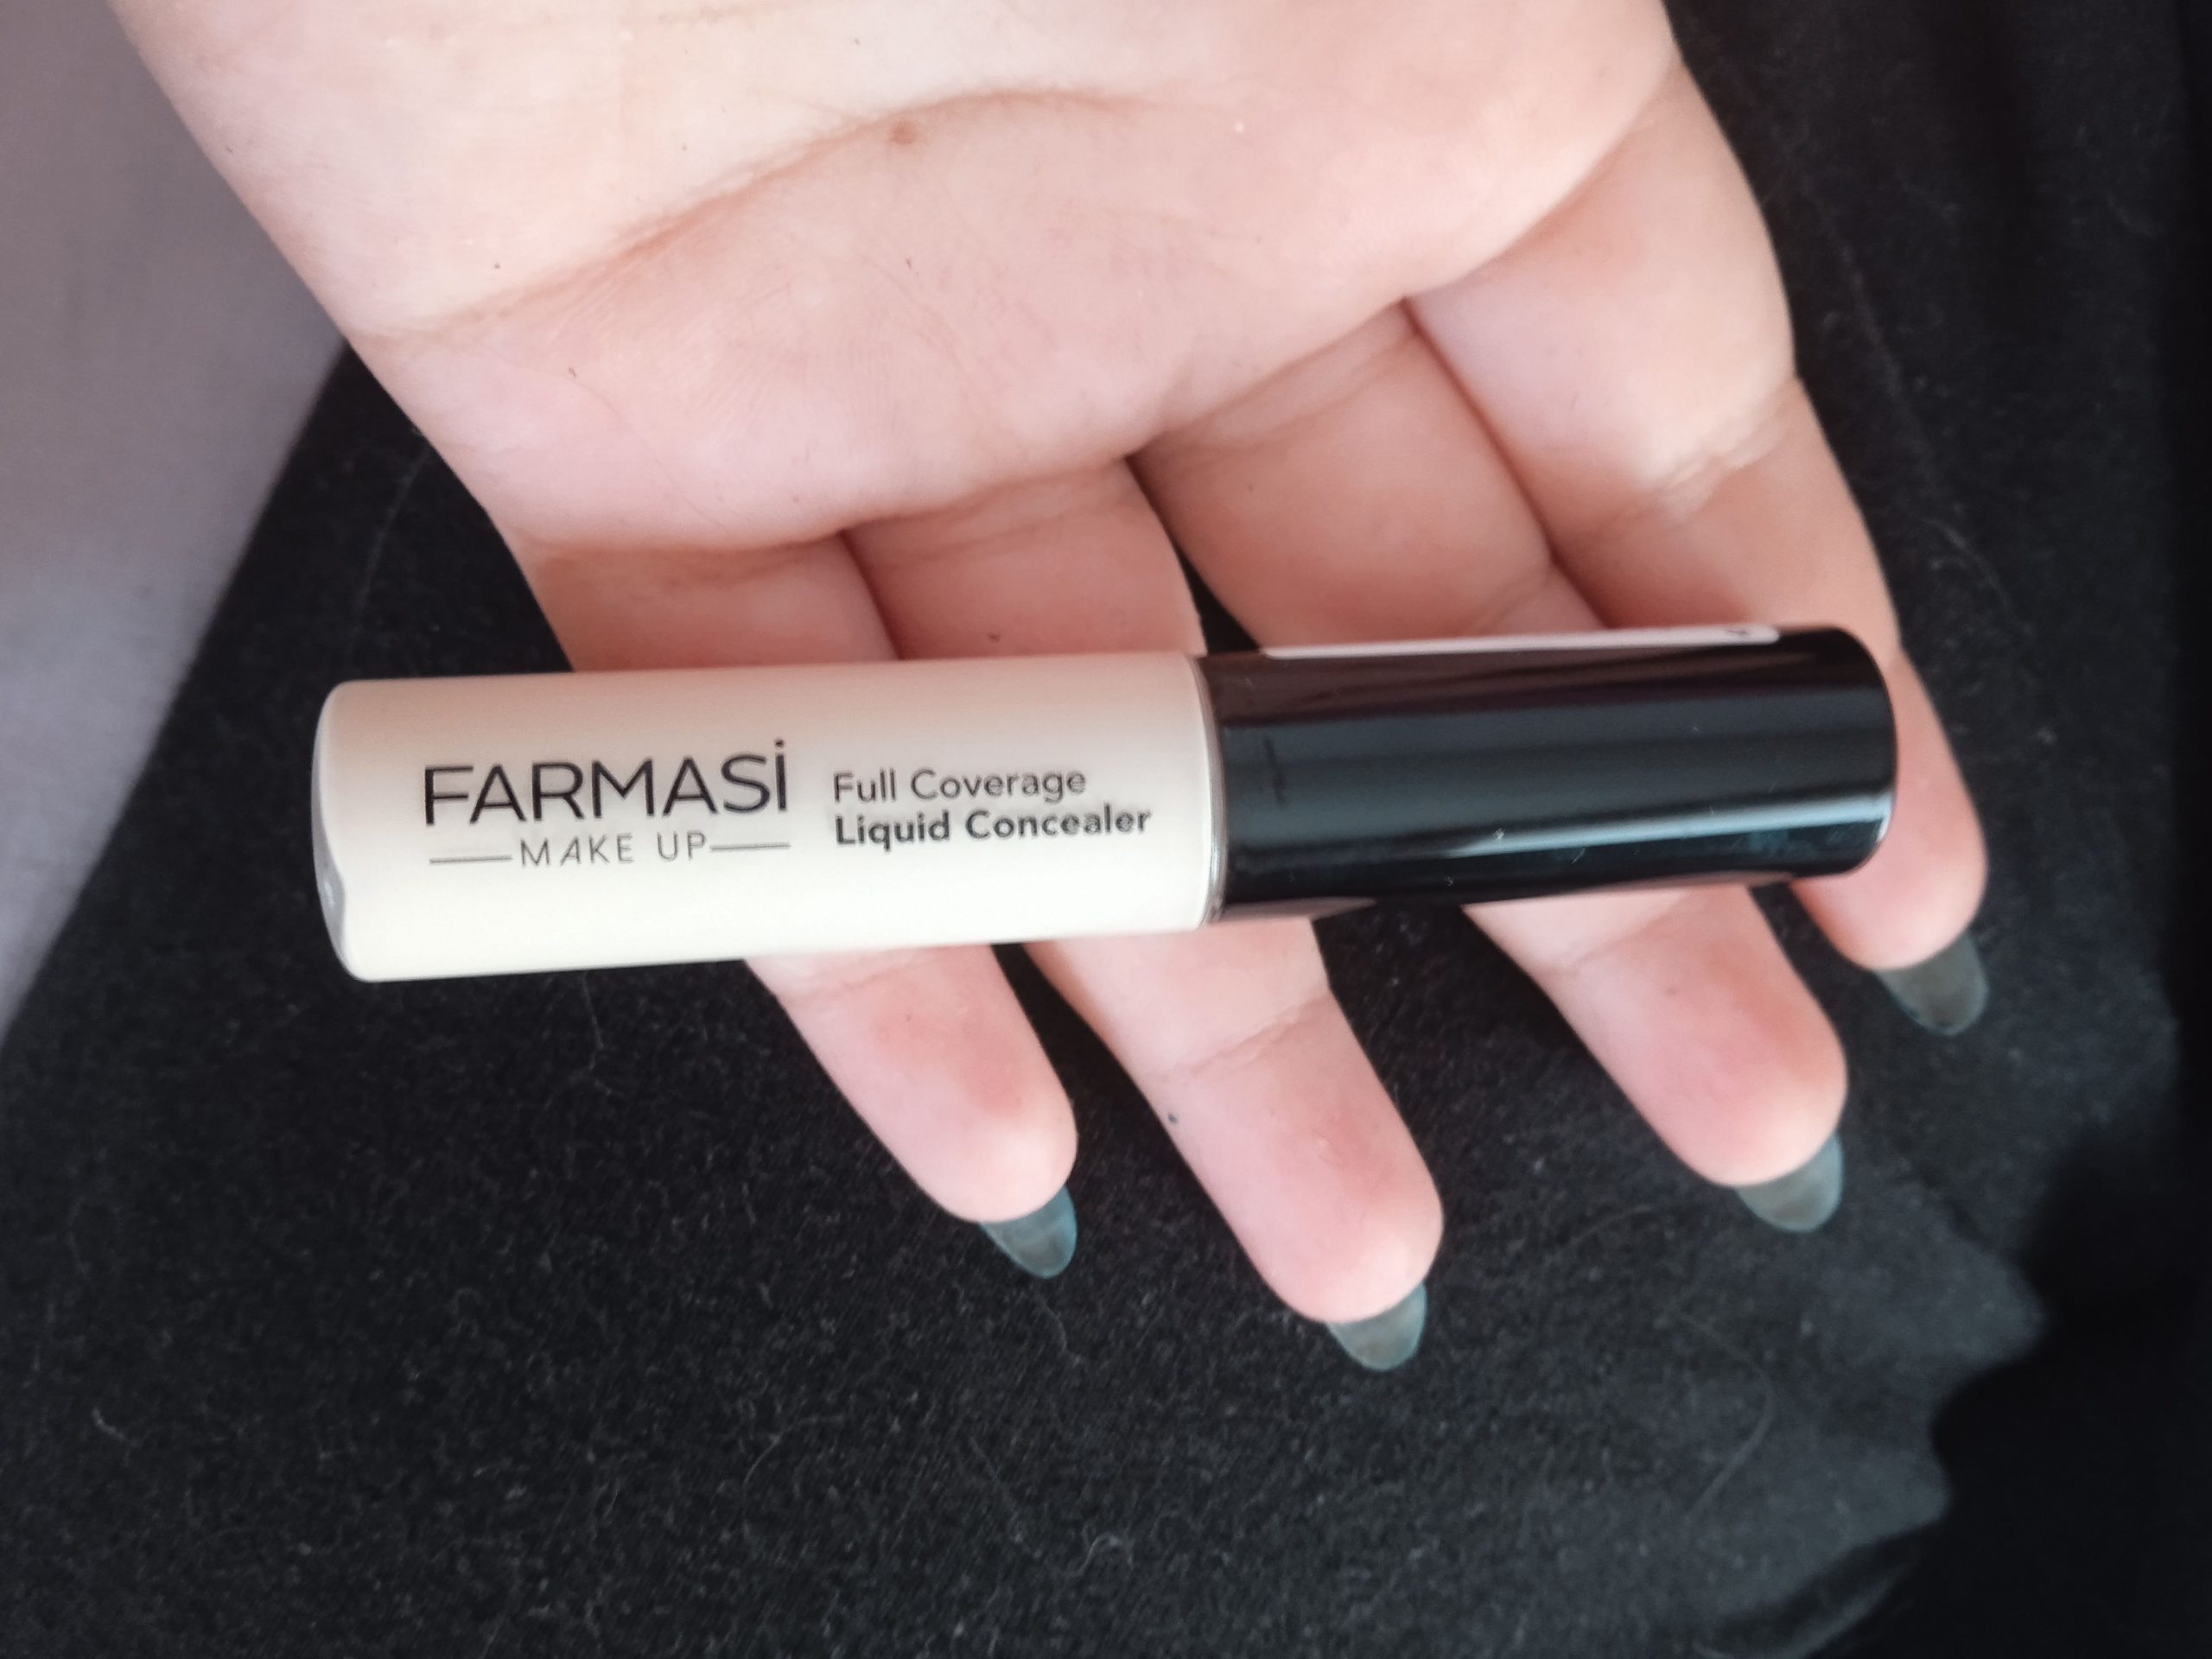 FARMASİ
MAKE UP
Full Coverage
Liquid Concealer